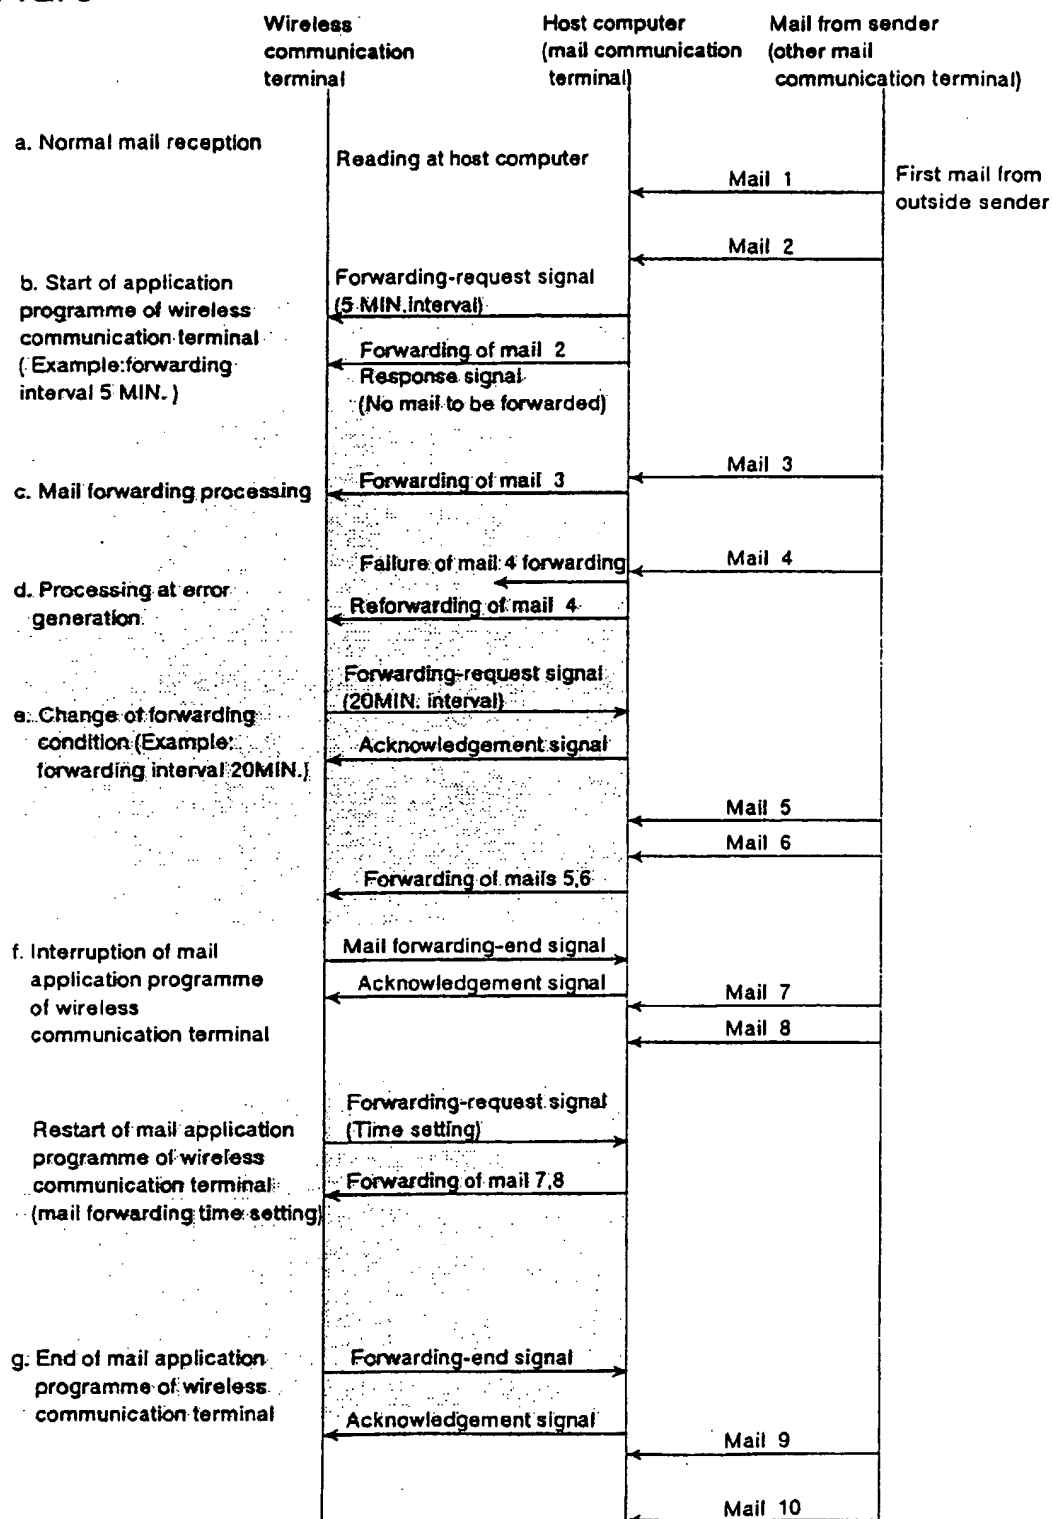 Wireless
communication
terminal
Host computer
(mail communication
terminal)
Mail from sender
(other mail
communication terminal)
a. Normal mail reception
Reading at host computer
Mail 1
First mail from
outside sender
Mail 2
b. Start of application
programme of wireless
communication terminal
( Example:forwarding
interval 5 MIN. )
Forwarding-request signal
(5 MIN.interval)
Forwarding of mail 2
Response signal
(No mail to be forwarded)
Mail 3
c. Mail forwarding processing
Forwarding of mail 3
Mail 4
Failure of mail 4 forwarding
d. Processing at error
generation
Reforwarding of mail 4
Forwarding-request signal
(20MIN. interval)
e. Change of forwarding
condition (Example:
forwarding interval 20MIN.)
Acknowledgement signal
Mail 5
Mail 6
Forwarding of mails 5,6
f. Interruption of mail
application programme
of wireless
communication terminal
Mail forwarding-end signal
Acknowledgement signal
Mail 7
Mail 8
Forwarding-request signal
(Time setting)
Restart of mail application
programme of wireless
communication terminal
(mail forwarding time setting)
Forwarding of mail 7,8
g. End of mail application
programme of wireless
communication terminal
Forwarding-end signal
Acknowledgement signal
Mail 9
Mail 10